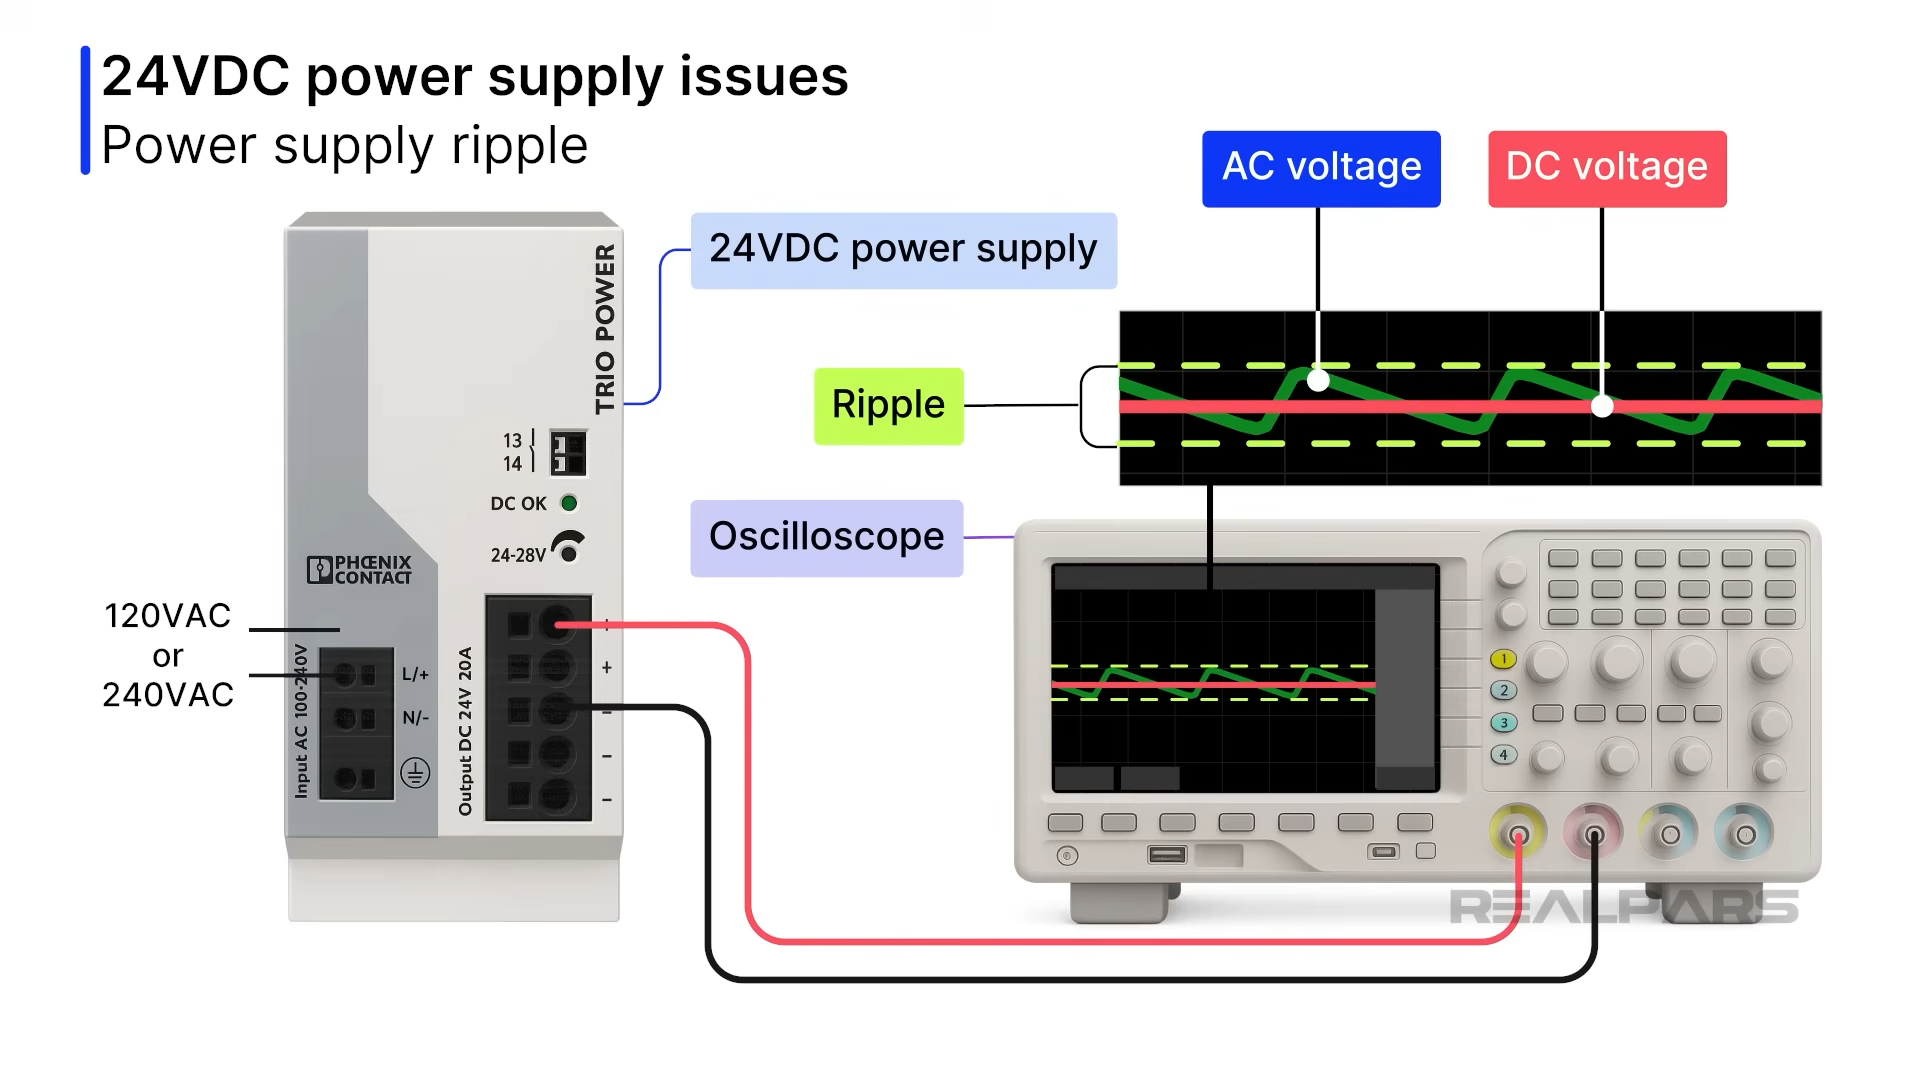 24VDC power supply issues
Power supply ripple
AC voltage
DC voltage
24VDC power supply
TRIO POWER
Ripple
13
14
DC OK
Oscilloscope
24-28V
PHŒNIX
CONTACT
120VAC
or
240VAC
Input AC 100-240V
L/+
N/-
Output DC 24V 20A
+
+
-
-
-
1
2
3
4
REALPARS